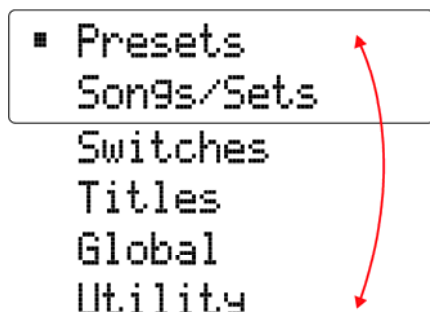 Presets
Songs/Sets
Switches
Titles
Global
Utility